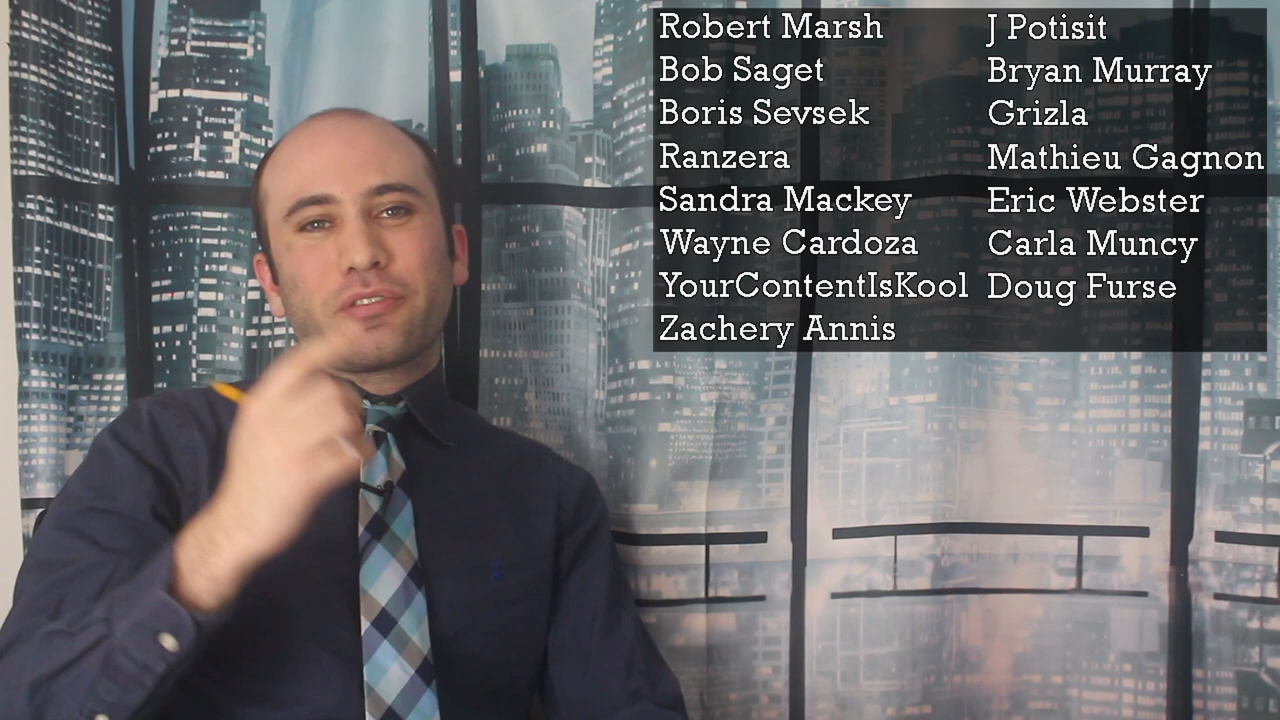 Robert Marsh
Bob Saget
Boris Sevsek
Ranzera
Sandra Mackey
Wayne Cardoza
YourContentIsKool
Zachery Annis
J Potisit
Bryan Murray
Grizla
Mathieu Gagnon
Eric Webster
Carla Muncy
Doug Furse